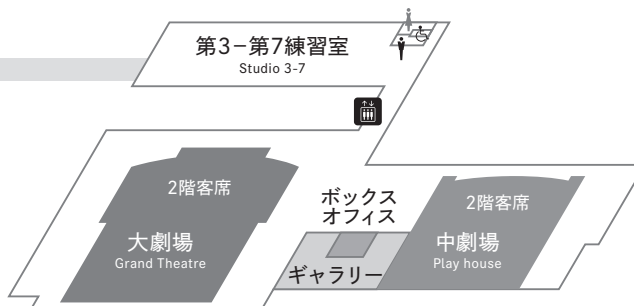 第3−第7練習室
Studio 3-7
2階客席
大劇場
Grand Theatre
ボックス
オフィス
ギャラリー
2階客席
中劇場
Play house